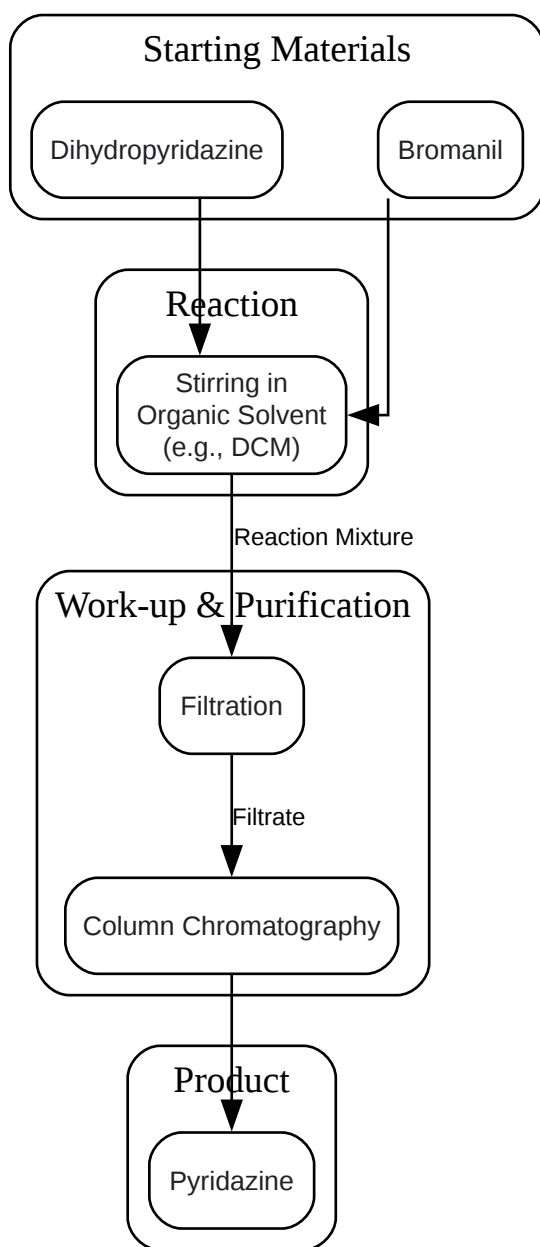 Starting Materials
Dihydropyridazine
Bromanil
Reaction
Stirring in
Organic Solvent
(e.g., DCM)
Reaction Mixture
Work-up & Purification
Filtration
Filtrate
Column Chromatography
Product
Pyridazine